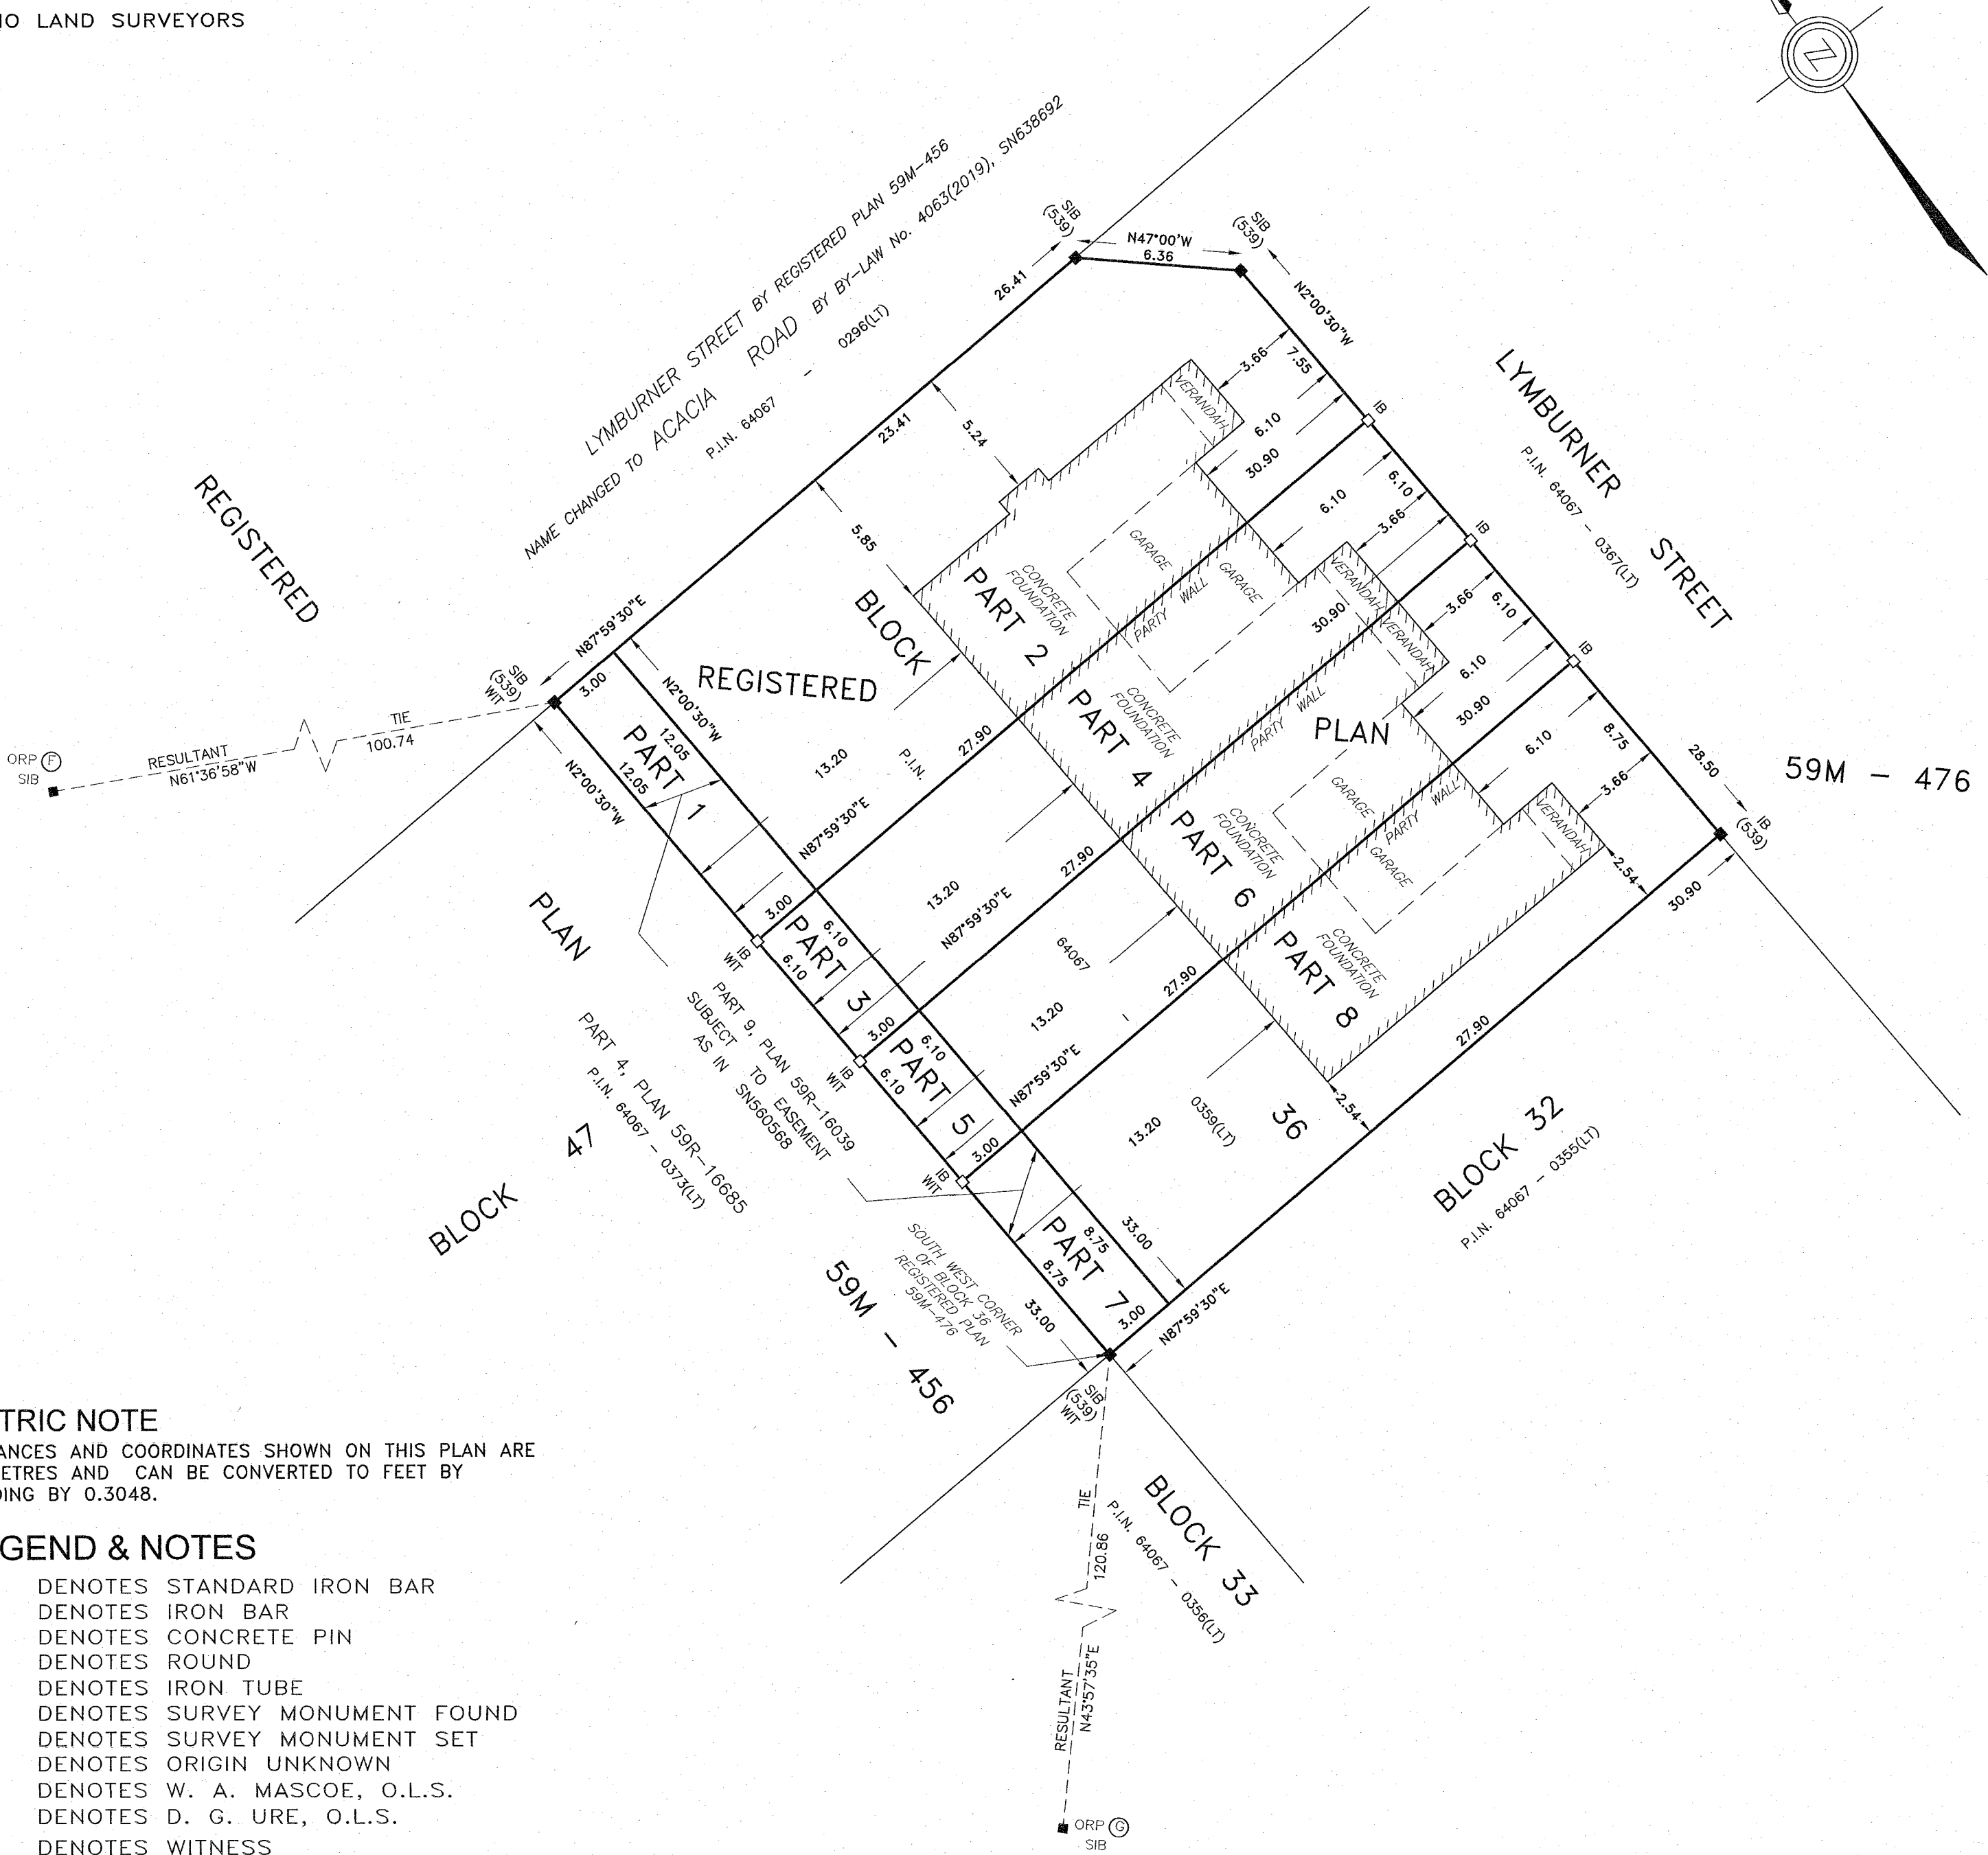 IO LAND SURVEYORS
N
LYMBURNER STREET BY REGISTERED PLAN 59M-456
NAME CHANGED TO ACACIA ROAD BY BY-LAW No. 4063(2019), SN638692
P.I.N. 64067 - 0296(LT)
SIB
(539)
N47°00'W
6.36
SIB
(539)
N2°00'30"W
26.41
23.41
5.24
5.85
3.66
7.55
VERANDAH
6.10
30.90
IB
LYMBURNER STREET
P.I.N. 64067 - 0367(LT)
6.10
6.10
3.66
IB
REGISTERED
N87°59'30"E
SIB
(539)
WIT
3.00
TIE
100.74
RESULTANT
N61°36'58"W
ORP F
SIB
BLOCK
REGISTERED
N2°00'30"W
12.05
PART 1
12.05
N2°00'30"W
GARAGE
CONCRETE
FOUNDATION
PART 2
PARTY WALL
GARAGE
VERANDAH
30.90
VERANDAH
3.66
6.10
IB
6.10
30.90
CONCRETE
FOUNDATION
PART 4
PARTY WALL
PLAN
6.10
8.75
28.50
59M - 476
3.66
IB
(539)
13.20
P.I.N.
27.90
N87°59'30"E
GARAGE
CONCRETE
FOUNDATION
PART 6
PARTY WALL
GARAGE
VERANDAH
2.54
30.90
PLAN
3.00
IB
WIT
PART 3
6.10
6.10
13.20
27.90
N87°59'30"E
64067
CONCRETE
FOUNDATION
PART 8
PART 9, PLAN 59R-16039
SUBJECT TO EASEMENT
AS IN SN560568
PART 4, PLAN 59R-16685
P.I.N. 64067 - 0373(LT)
BLOCK 47
IB
WIT
3.00
PART 5
6.10
6.10
13.20
-
27.90
N87°59'30"E
27.90
13.20
0359(LT)
36
2.54
BLOCK 32
P.I.N. 64067 - 0355(LT)
IB
WIT
3.00
PART 7
8.75
8.75
33.00
3.00
N87°59'30"E
SOUTH WEST CORNER
OF BLOCK 36
REGISTERED PLAN
59M-476
33.00
59M - 456
SIB
(539)
WIT
TIE
120.86
BLOCK 33
P.I.N. 64067 - 0356(LT)
RESULTANT
N43°57'35"E
ORP G
SIB
TRIC NOTE
ANCES AND COORDINATES SHOWN ON THIS PLAN ARE
ETRES AND CAN BE CONVERTED TO FEET BY
DING BY 0.3048.
GEND & NOTES
DENOTES STANDARD IRON BAR
DENOTES IRON BAR
DENOTES CONCRETE PIN
DENOTES ROUND
DENOTES IRON TUBE
DENOTES SURVEY MONUMENT FOUND
DENOTES SURVEY MONUMENT SET
DENOTES ORIGIN UNKNOWN
DENOTES W. A. MASCOE, O.L.S.
DENOTES D. G. URE, O.L.S.
DENOTES WITNESS